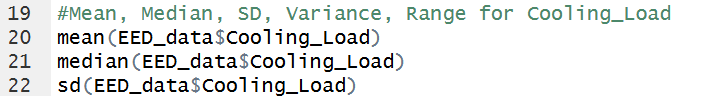 19 #Mean, Median, SD, Variance, Range for Cooling_Load
20 mean(EED_data$Cooling_Load)
21 median(EED_data$Cooling_Load)
22 sd(EED_data$Cooling_Load)